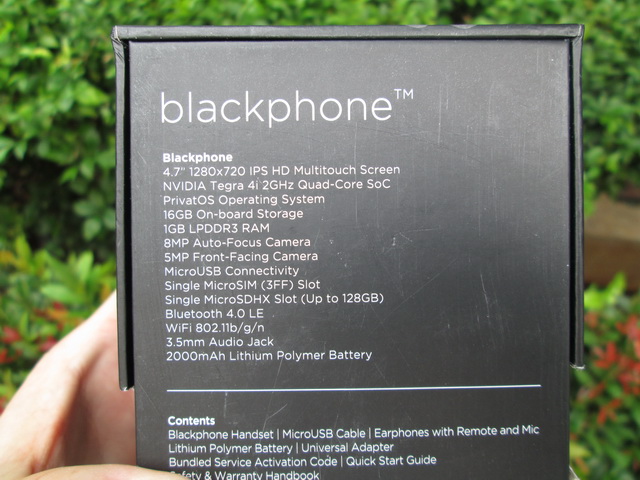 blackphone™
Blackphone
4.7" 1280x720 IPS HD Multitouch Screen
NVIDIA Tegra 4i 2GHz Quad-Core SoC
PrivatOS Operating System
16GB On-board Storage
1GB LPDDR3 RAM
8MP Auto-Focus Camera
5MP Front-Facing Camera
MicroUSB Connectivity
Single MicroSIM (3FF) Slot
Single MicroSDHX Slot (Up to 128GB)
Bluetooth 4.0 LE
WiFi 802.11b/g/n
3.5mm Audio Jack
2000mAh Lithium Polymer Battery
Contents
Blackphone Handset | MicroUSB Cable | Earphones with Remote and Mic
Lithium Polymer Battery | Universal Adapter
Bundled Service Activation Code | Quick Start Guide
& Warranty Handbook